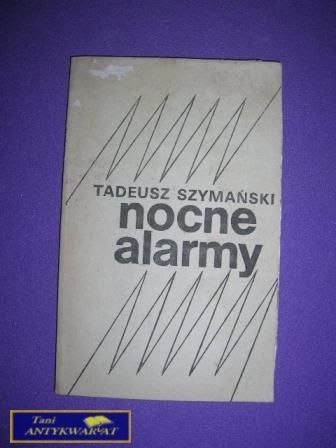 TADEUSZ SZYMAŃSKI
nocne
alarmy
Tani
ANTYKWARIAT